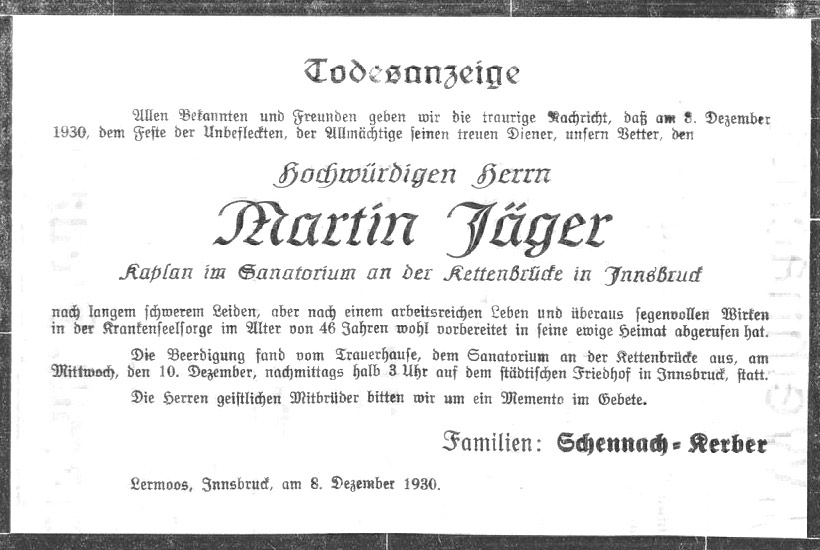 Todesanzeige
Allen Bekannten und Freunden geben wir die traurige Nachricht, daß am 8. Dezember
1930, dem Feste der Unbefleckten, der Allmächtige seinen treuen Diener, unsern Vetter, den
Hochwürdigen Herrn
Martin Jäger
Kaplan im Sanatorium an der Kettenbrücke in Innsbruck
nach langem schwerem Leiden, aber nach einem arbeitsreichen Leben und überaus segenvollen Wirken
in der Krankenseelsorge im Alter von 46 Jahren wohl vorbereitet in seine ewige Heimat abgerufen hat.
Die Beerdigung fand vom Trauerhause, dem Sanatorium an der Kettenbrücke aus, am
Mittwoch, den 10. Dezember, nachmittags halb 3 Uhr auf dem städtischen Friedhof in Innsbruck, statt.
Die Herren geistlichen Mitbrüder bitten wir um ein Memento im Gebete.
Familien: Schennach-Kerber
Lermoos, Innsbruck, am 8. Dezember 1930.